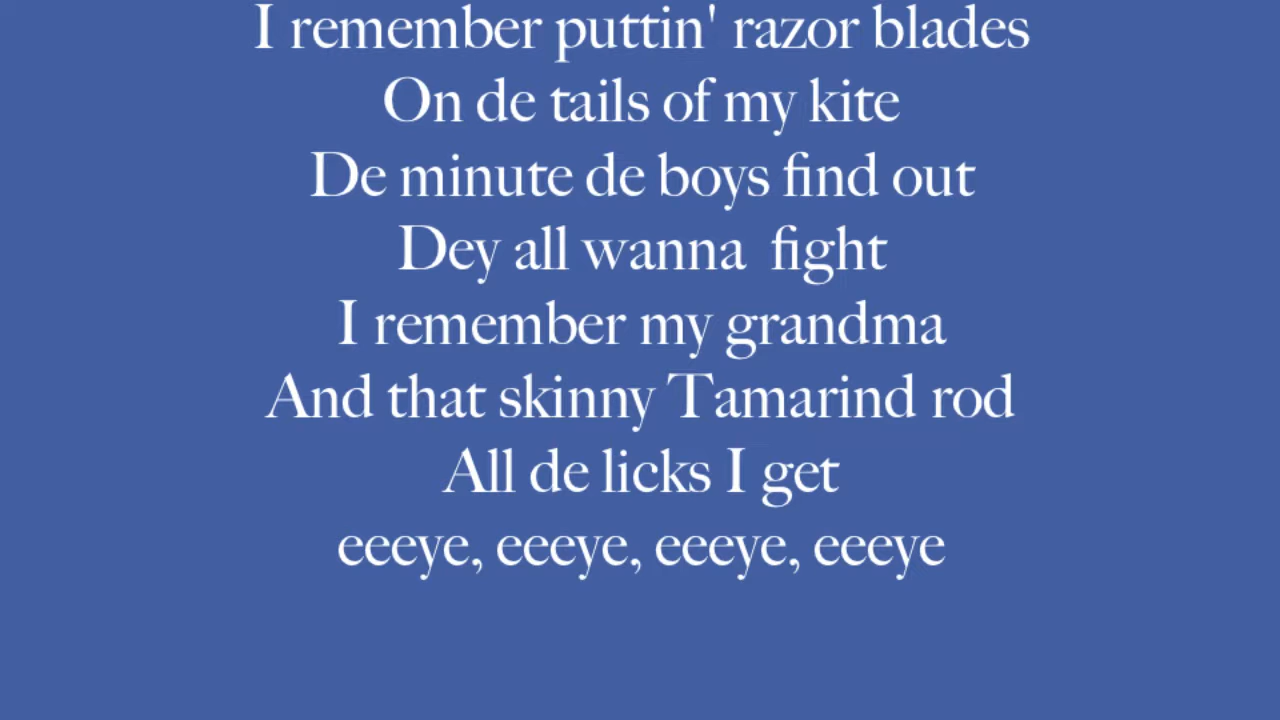 I remember puttin' razor blades
On de tails of my kite
De minute de boys find out
Dey all wanna  fight
I remember my grandma
And that skinny Tamarind rod
All de licks I get
eeeye, eeeye, eeeye, eeeye